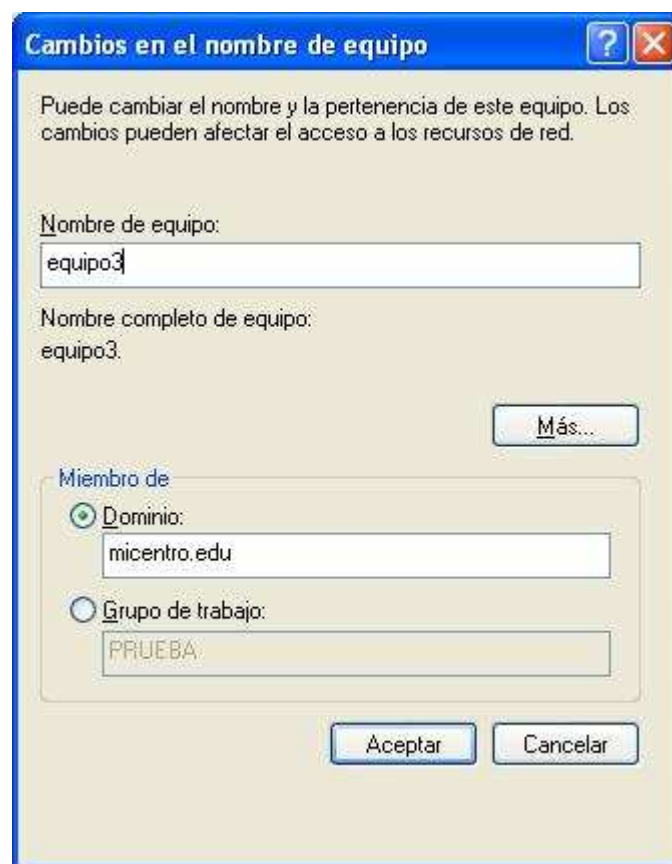 Cambios en el nombre de equipo
?
X
Puede cambiar el nombre y la pertenencia de este equipo. Los
cambios pueden afectar el acceso a los recursos de red.
Nombre de equipo:
equipo3
Nombre completo de equipo:
equipo3.
Más...
Miembro de
Dominio:
micentro.edu
Grupo de trabajo:
PRUEBA
Aceptar Cancelar